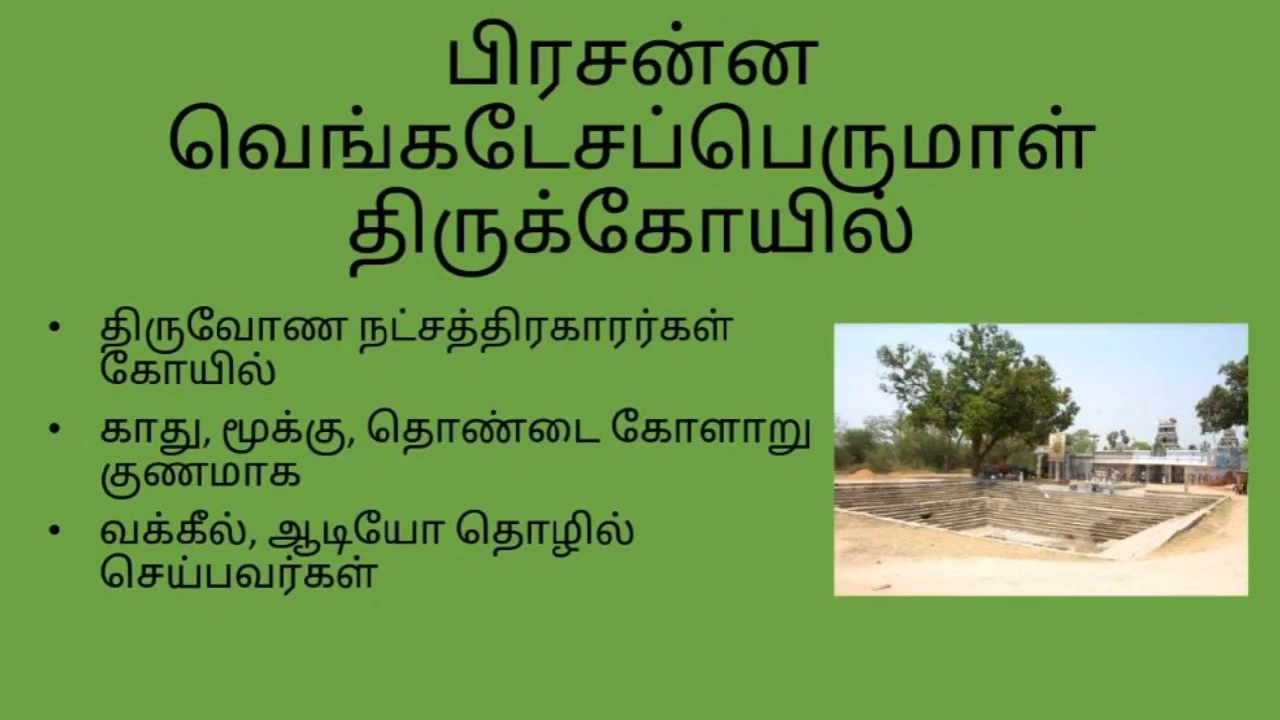 பிரசன்ன
வெங்கடேசப்பெருமாள்
திருக்கோயில்
• திருவோண நட்சத்திரகாரர்கள்
கோயில்
• காது, மூக்கு, தொண்டை கோளாறு
குணமாக
• வக்கீல், ஆடியோ தொழில்
செய்பவர்கள்